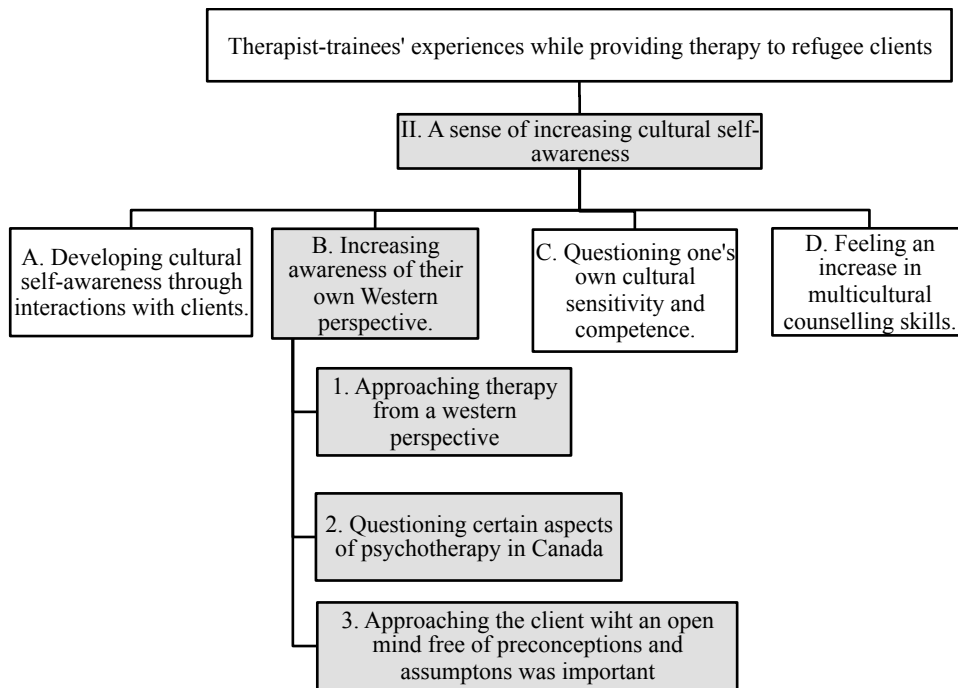 Therapist-trainees' experiences while providing therapy to refugee clients
II. A sense of increasing cultural self-
awareness
A. Developing cultural
self-awareness through
interactions with clients.
B. Increasing
awareness of their
own Western
perspective.
C. Questioning one's
own cultural
sensitivity and
competence.
D. Feeling an
increase in
multicultural
counselling skills.
1. Approaching therapy
from a western
perspective
2. Questioning certain aspects
of psychotherapy in Canada
3. Approaching the client wiht an open
mind free of preconceptions and
assumptons was important